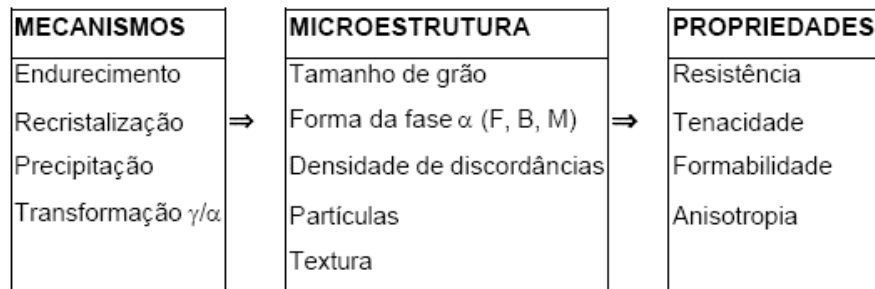 MECANISMOS
Endurecimento
Recristalização
Precipitação
Transformação γ/α
⇒
MICROESTRUTURA
Tamanho de grão
Forma da fase α (F, B, M)
Densidade de discordâncias
Partículas
Textura
⇒
PROPRIEDADES
Resistência
Tenacidade
Formabilidade
Anisotropia